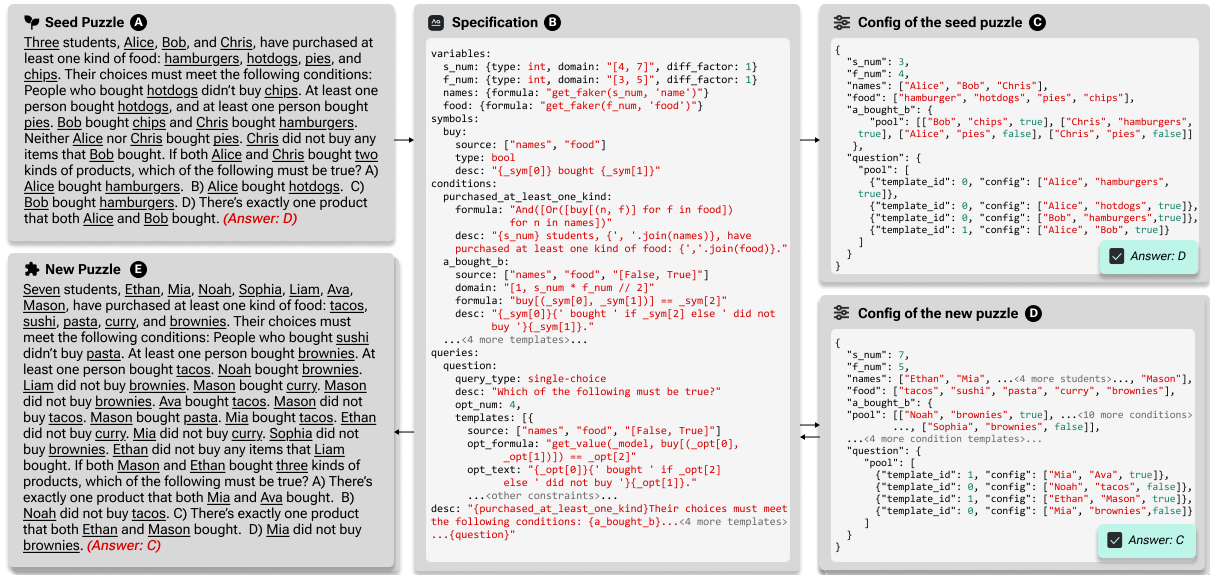 Seed Puzzle A
Three students, Alice, Bob, and Chris, have purchased at
least one kind of food: hamburgers, hotdogs, pies, and
chips. Their choices must meet the following conditions:
People who bought hotdogs didn't buy chips. At least one
person bought hotdogs, and at least one person bought
pies. Bob bought chips and Chris bought hamburgers.
Neither Alice nor Chris bought pies. Chris did not buy any
items that Bob bought. If both Alice and Chris bought two
kinds of products, which of the following must be true? A)
Alice bought hamburgers. B) Alice bought hotdogs. C)
Bob bought hamburgers. D) There's exactly one product
that both Alice and Bob bought. (Answer: D)
New Puzzle E
Seven students, Ethan, Mia, Noah, Sophia, Liam, Ava,
Mason, have purchased at least one kind of food: tacos,
sushi, pasta, curry, and brownies. Their choices must
meet the following conditions: People who bought sushi
didn't buy pasta. At least one person bought brownies. At
least one person bought tacos. Noah bought brownies.
Liam did not buy brownies. Mason bought curry. Mason
did not buy brownies. Ava bought tacos. Mason did not
buy tacos. Mason bought pasta. Mia bought tacos. Ethan
did not buy curry. Mia did not buy curry. Sophia did not
buy brownies. Ethan did not buy any items that Liam
bought. If both Mason and Ethan bought three kinds of
products, which of the following must be true? A) There's
exactly one product that both Mia and Ava bought. B)
Noah did not buy tacos. C) There's exactly one product
that both Ethan and Mason bought. D) Mia did not buy
brownies. (Answer: C)
Specification B
variables:
s_num: {type: int, domain: "[4, 7]", diff_factor: 1}
f_num: {type: int, domain: "[3, 5]", diff_factor: 1}
names: {formula: "get_faker(s_num, 'name')"}
food: {formula: "get_faker(f_num, 'food')"}
symbols:
buy:
source: ["names", "food"]
type: bool
desc: "{_sym[0]} bought {_sym[1]}"
conditions:
purchased_at_least_one_kind:
formula: "And([Or([buy[(n, f)] for f in food])
for n in names])"
desc: "{s_num} students, {', '.join(names)}, have
purchased at least one kind of food: {','.join(food)}."
a_bought_b:
source: ["names", "food", "[False, True]"]
domain: "[1, s_num * f_num // 2]"
formula: "buy[(_sym[0], _sym[1])] == _sym[2]"
desc: "{_sym[0]}{' bought ' if _sym[2] else ' did not
buy '}{_sym[1]}."
...<4 more templates>...
queries:
question:
query_type: single-choice
desc: "Which of the following must be true?"
opt_num: 4,
templates: [{
source: ["names", "food", "[False, True]"]
opt_formula: "get_value(_model, buy[(_opt[0],
_opt[1])]) == _opt[2]"
opt_text: "{_opt[0]}{' bought ' if _opt[2]
else ' did not buy '}{_opt[1]}."
...<other constraints>...
desc: "{purchased_at_least_one_kind}Their choices must meet
the following conditions: {a_bought_b}...<4 more templates>
...{question}"
Config of the seed puzzle C
{
"s_num": 3,
"f_num": 4,
"names": ["Alice", "Bob", "Chris"],
"food": ["hamburger", "hotdogs", "pies", "chips"],
"a_bought_b": {
"pool": [["Bob", "chips", true], ["Chris", "hamburgers",
true], ["Alice", "pies", false], ["Chris", "pies", false]]
},
"question": {
"pool": [
{"template_id": 0, "config": ["Alice", "hamburgers",
true]},
{"template_id": 0, "config": ["Alice", "hotdogs", true]},
{"template_id": 0, "config": ["Bob", "hamburgers",true]},
{"template_id": 1, "config": ["Alice", "Bob", true]}
]
}
}
Answer: D
Config of the new puzzle D
{
"s_num": 7,
"f_num": 5,
"names": ["Ethan", "Mia", ...<4 more students>..., "Mason"],
"food": ["tacos", "sushi", "pasta", "curry", "brownies"],
"a_bought_b": {
"pool": [["Noah", "brownies", true], ...<10 more conditions>
..., ["Sophia", "brownies", false]],
...<4 more condition templates>...
"question": {
"pool": [
{"template_id": 1, "config": ["Mia", "Ava", true]},
{"template_id": 0, "config": ["Noah", "tacos", false]},
{"template_id": 1, "config": ["Ethan", "Mason", true]},
{"template_id": 0, "config": ["Mia", "brownies",false]},
]
}
}
Answer: C